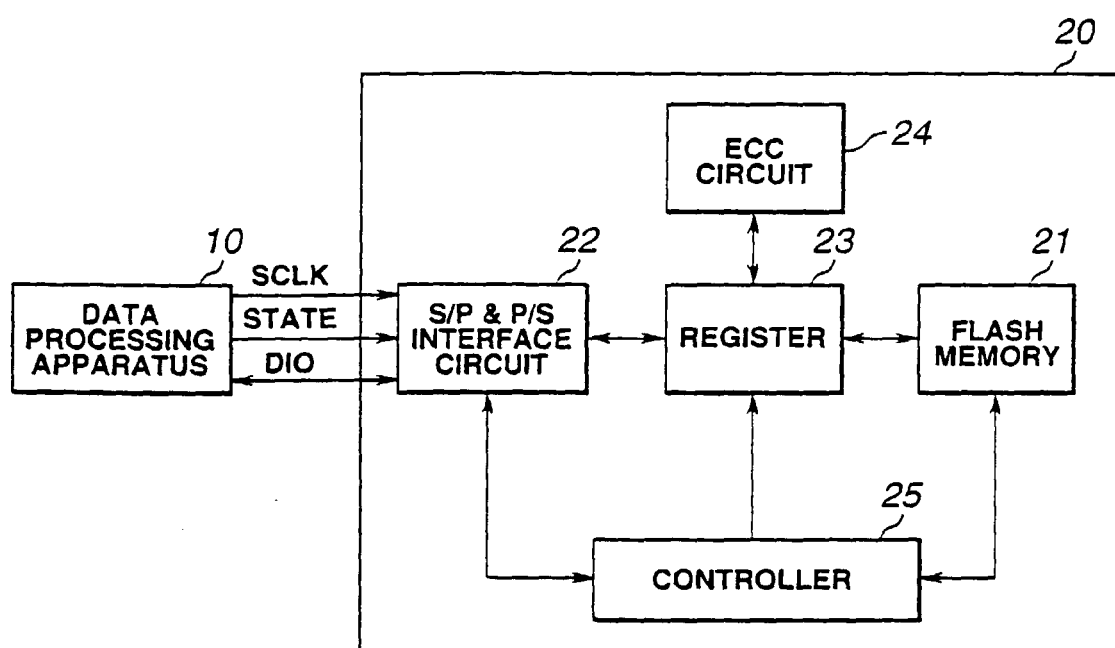 20
ECC
CIRCUIT
24
10
SCLK
STATE
DIO
DATA
PROCESSING
APPARATUS
22
S/P & P/S
INTERFACE
CIRCUIT
23
REGISTER
21
FLASH
MEMORY
25
CONTROLLER